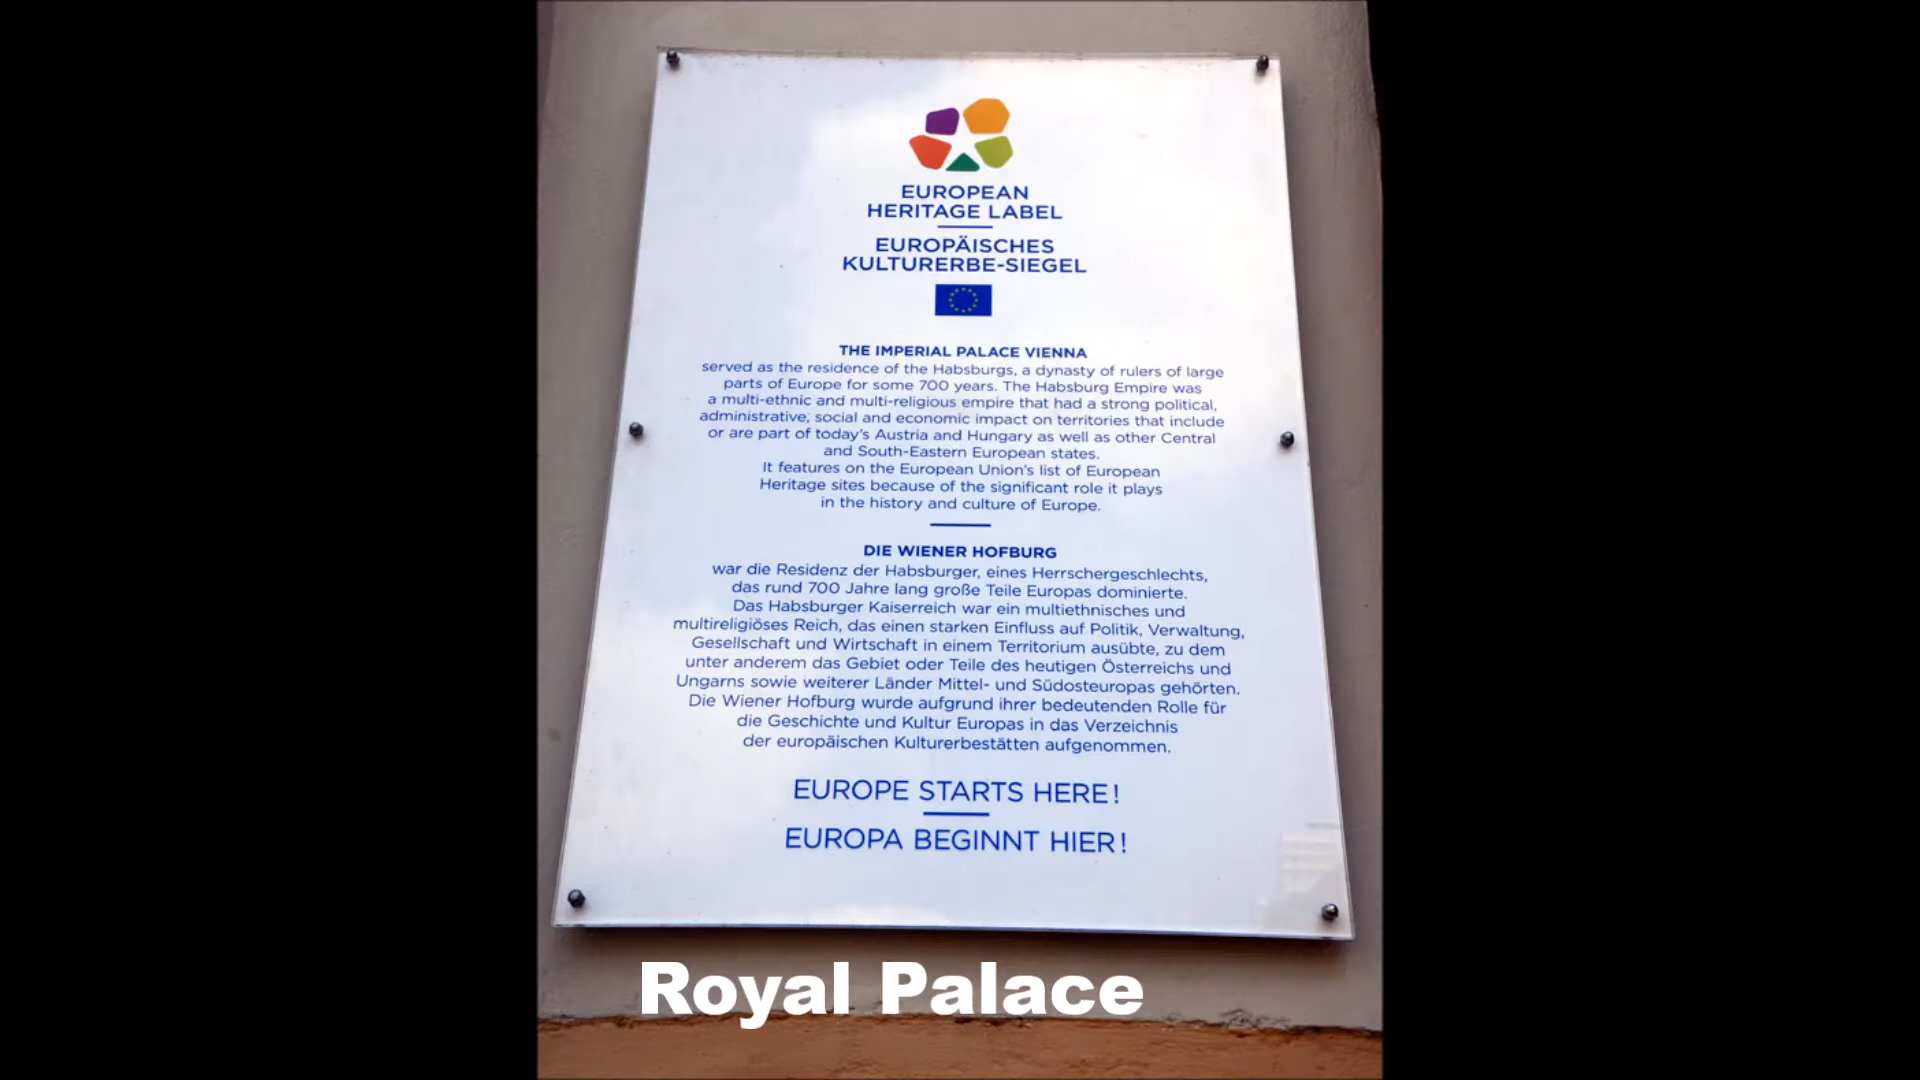 EUROPEAN
HERITAGE LABEL
EUROPÄISCHES
KULTURERBE-SIEGEL
THE IMPERIAL PALACE VIENNA
served as the residence of the Habsburgs, a dynasty of rulers of large
parts of Europe for some 700 years. The Habsburg Empire was
a multi-ethnic and multi-religious empire that had a strong political,
administrative, social and economic impact on territories that include
or are part of today's Austria and Hungary as well as other Central
and South-Eastern European states.
It features on the European Union's list of European
Heritage sites because of the significant role it plays
in the history and culture of Europe.
DIE WIENER HOFBURG
war die Residenz der Habsburger, eines Herrschergeschlechts,
das rund 700 Jahre lang große Teile Europas dominierte.
Das Habsburger Kaiserreich war ein multiethnisches und
multireligiöses Reich, das einen starken Einfluss auf Politik, Verwaltung,
Gesellschaft und Wirtschaft in einem Territorium ausübte, zu dem
unter anderem das Gebiet oder Teile des heutigen Österreichs und
Ungarns sowie weiterer Länder Mittel- und Südosteuropas gehörten.
Die Wiener Hofburg wurde aufgrund ihrer bedeutenden Rolle für
die Geschichte und Kultur Europas in das Verzeichnis
der europäischen Kulturerbestätten aufgenommen.
EUROPE STARTS HERE!
EUROPA BEGINNT HIER!
Royal Palace